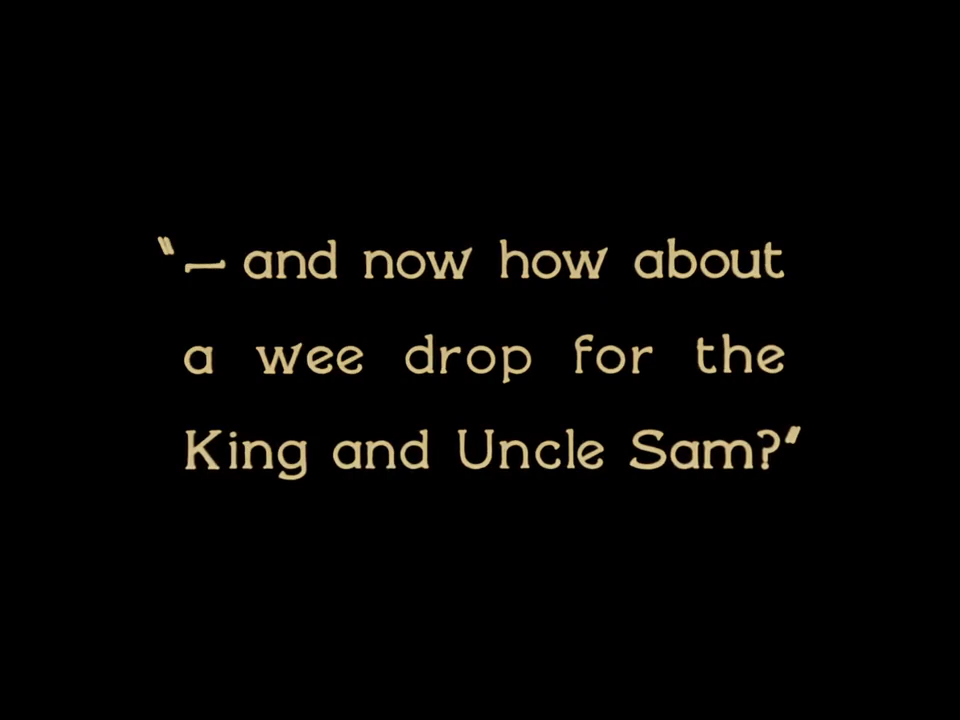 "— and now how about
a wee drop for the
King and Uncle Sam?"